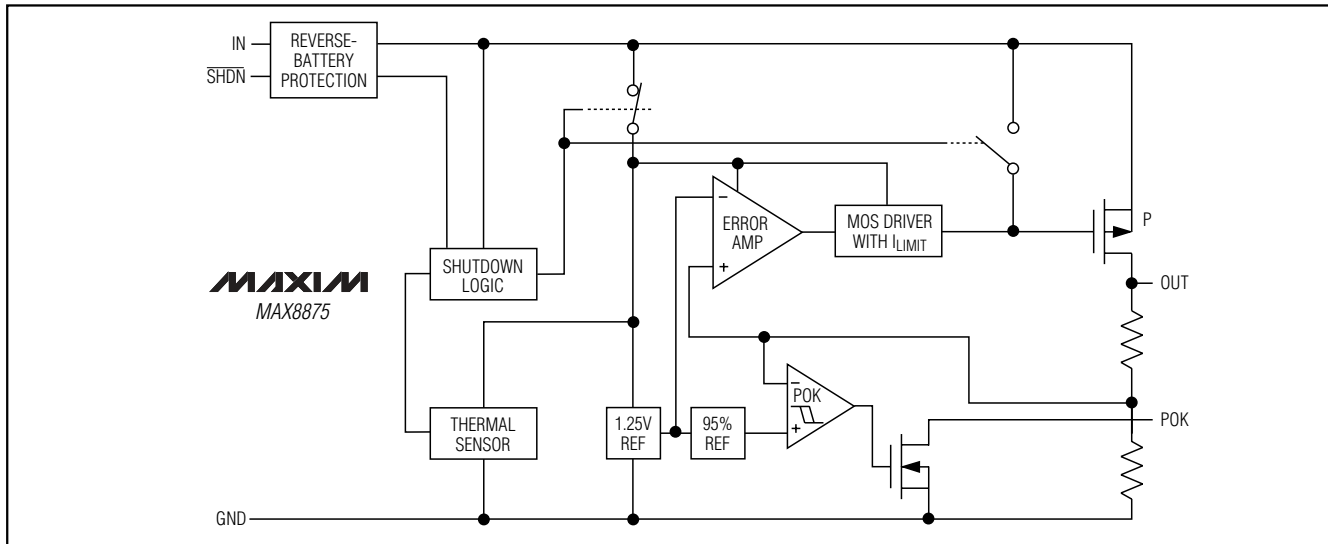 IN
SHDN
REVERSE-
BATTERY
PROTECTION
P
ERROR
AMP
−
+
MOS DRIVER
WITH ILIMIT
SHUTDOWN
LOGIC
MAXIM
MAX8875
OUT
POK
−
+
THERMAL
SENSOR
1.25V
REF
95%
REF
POK
GND